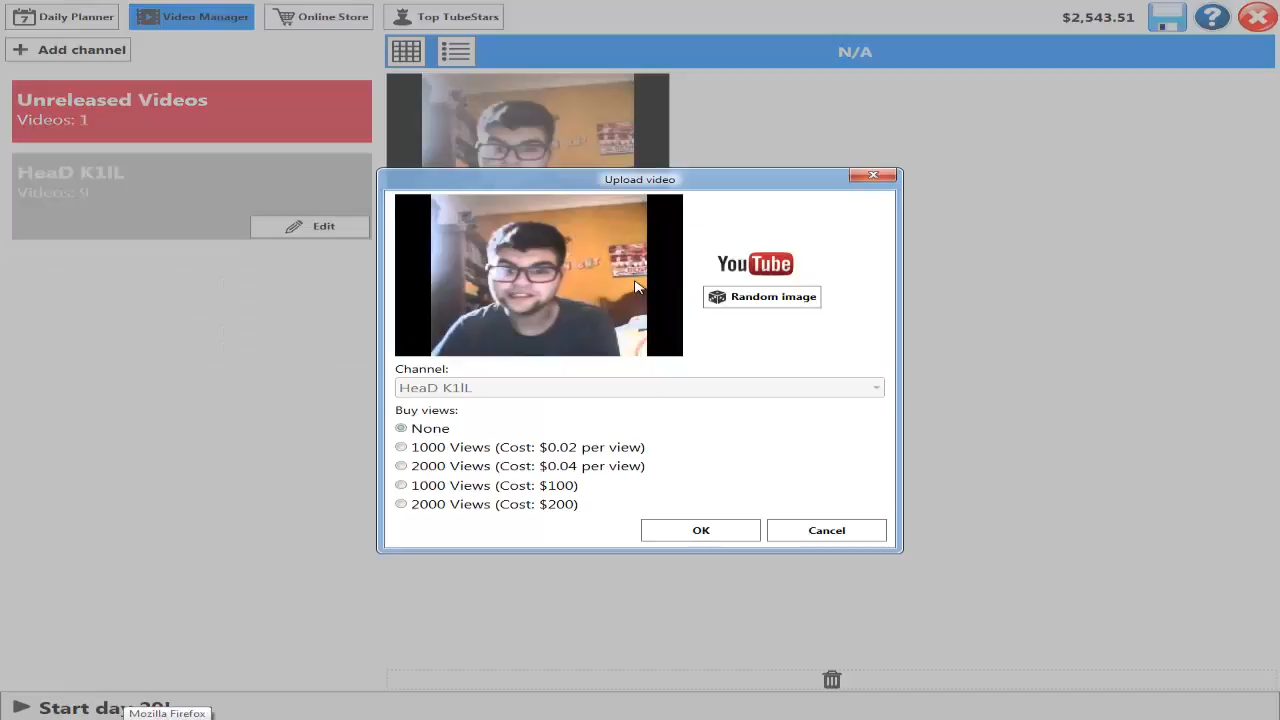 Daily Planner
Video Manager
Online Store
Top TubeStars
$2,543.51
Add channel
N/A
Unreleased Videos
Videos: 1
HeaD K1lL
Videos: 9
Edit
Upload video
YouTube
Random image
Channel:
HeaD K1lL
Buy views:
None
1000 Views (Cost: $0.02 per view)
2000 Views (Cost: $0.04 per view)
1000 Views (Cost: $100)
2000 Views (Cost: $200)
OK
Cancel
Start day
Mozilla Firefox